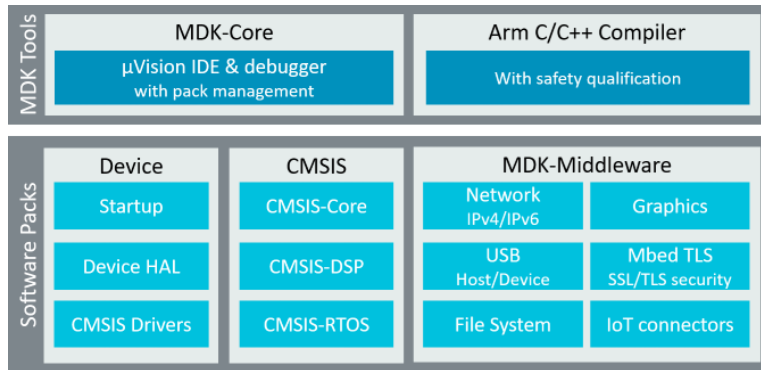 MDK Tools
MDK-Core
µVision IDE & debugger
with pack management
Arm C/C++ Compiler
With safety qualification
Software Packs
Device
Startup
Device HAL
CMSIS Drivers
CMSIS
CMSIS-Core
CMSIS-DSP
CMSIS-RTOS
MDK-Middleware
Network
IPv4/IPv6
Graphics
USB
Host/Device
Mbed TLS
SSL/TLS security
File System
IoT connectors